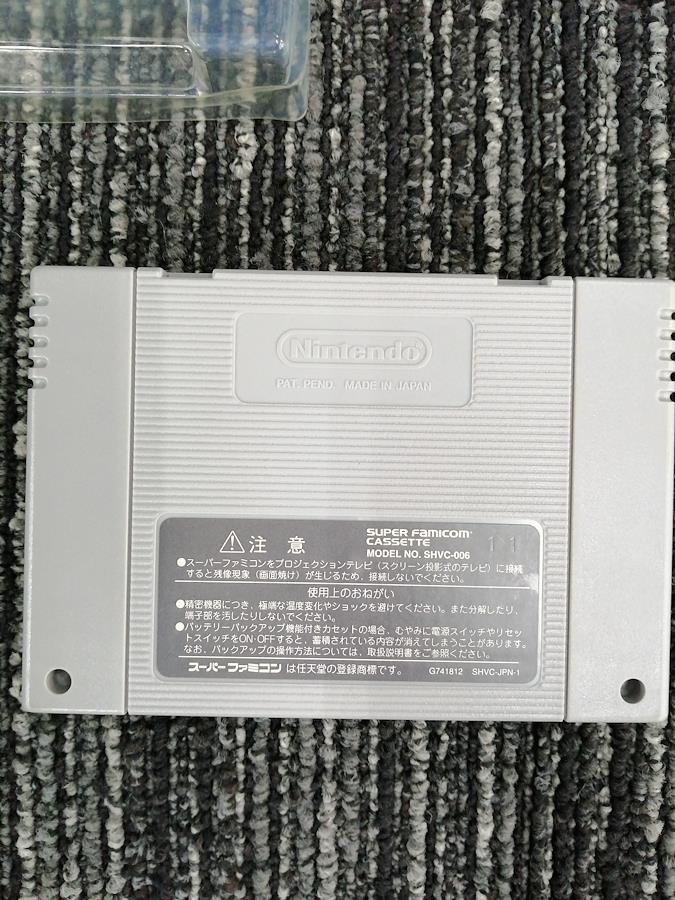 Nintendo
PAT. PEND. MADE IN JAPAN
⚠注 意
SUPER FAMICOM
CASSETTE
MODEL NO. SHVC-006
11
●スーパーファミコンをプロジェクションテレビ（スクリーン投影式のテレビ）に接続
すると残像現象（画面焼け）が生じるため、接続しないでください。
使用上のおねがい
●精密機器につき、極端な温度変化やショックを避けてください。また分解したり、
端子部を汚したりしないでください。
●バッテリーバックアップ機能付きカセットの場合、むやみに電源スイッチやリセッ
トスイッチをON·OFFすると、蓄積されている内容が消えてしまうことがあります。
なお、バックアップの操作方法については、取扱説明書をご参照ください。
スーパーファミコン は任天堂の登録商標です。 G741812 SHVC-JPN-1